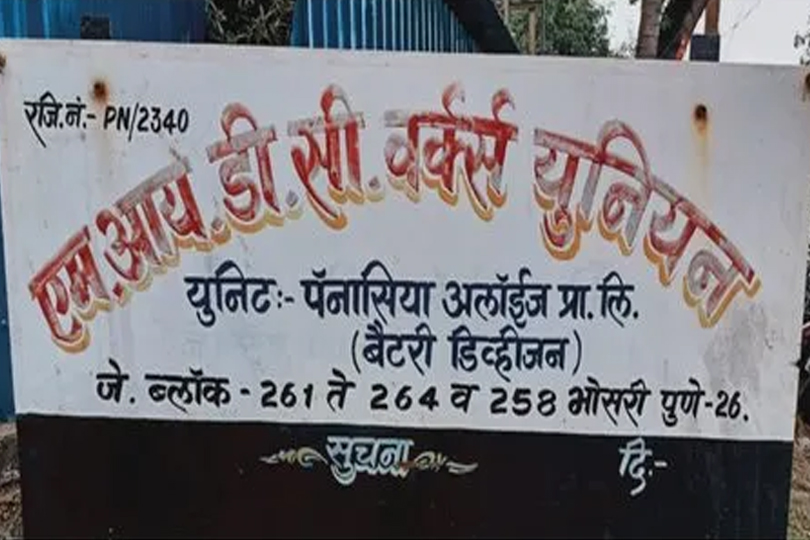 रजि.नं.- PN/2340
एम.आय.डी.सी.वर्कर्स युनियन
युनिटः- पॅनासिया अलॉईज प्रा.लि.
(बैटरी डिव्हीजन)
जे. ब्लॉक - 261 ते 264 व 258 भोसरी पुणे-26.
सुचना
दि:-